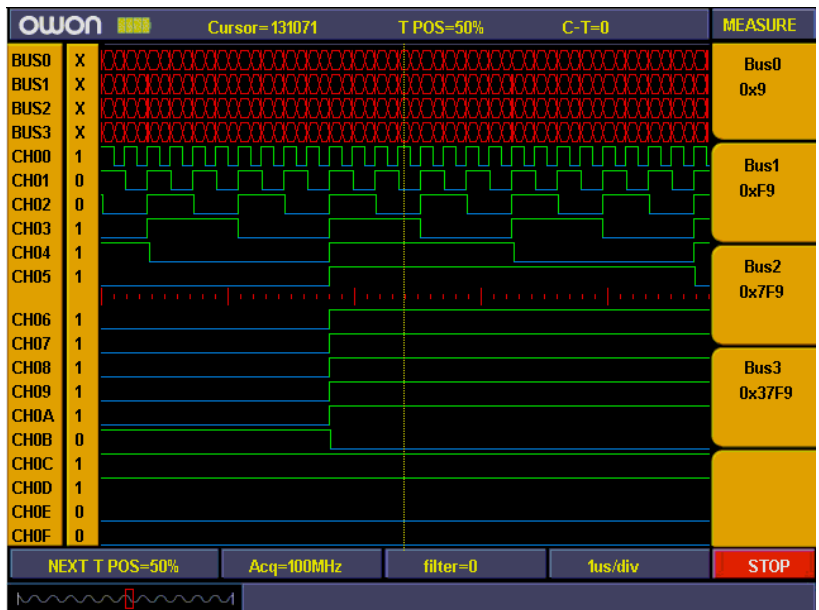 OWON Cursor=131071 T POS=50% C-T=0 MEASURE
BUS0 X
BUS1 X
BUS2 X
BUS3 X
CH00 1
CH01 0
CH02 0
CH03 1
CH04 1
CH05 1
CH06 1
CH07 1
CH08 1
CH09 1
CH0A 1
CH0B 0
CH0C 1
CH0D 1
CH0E 0
CH0F 0
Bus0
0x9
Bus1
0xF9
Bus2
0x7F9
Bus3
0x37F9
NEXT T POS=50% Acq=100MHz filter=0 1us/div STOP